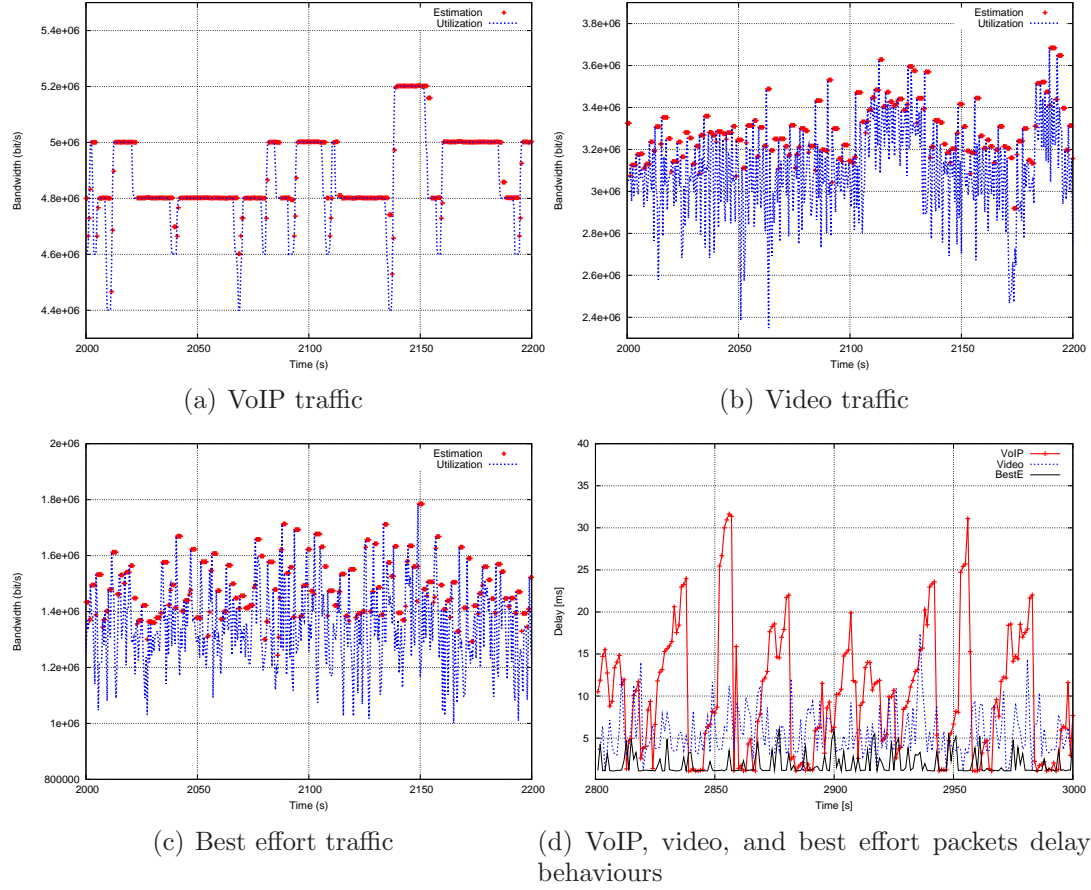 5.4e+06
5.2e+06
5e+06
4.8e+06
4.6e+06
4.4e+06
Bandwidth (bit/s)
Estimation
Utilization
2000
2050
2100
2150
2200
Time (s)
(a) VoIP traffic
3.8e+06
3.6e+06
3.4e+06
3.2e+06
3e+06
2.8e+06
2.6e+06
2.4e+06
Bandwidth (bit/s)
Estimation
Utilization
2000
2050
2100
2150
2200
Time (s)
(b) Video traffic
2e+06
1.8e+06
1.6e+06
1.4e+06
1.2e+06
1e+06
800000
Bandwidth (bit/s)
Estimation
Utilization
2000
2050
2100
2150
2200
Time (s)
(c) Best effort traffic
40
35
30
25
20
15
10
5
Delay [ms]
VoIP
Video
BestE
2800
2850
2900
2950
3000
Time [s]
(d) VoIP, video, and best effort packets delay
behaviours